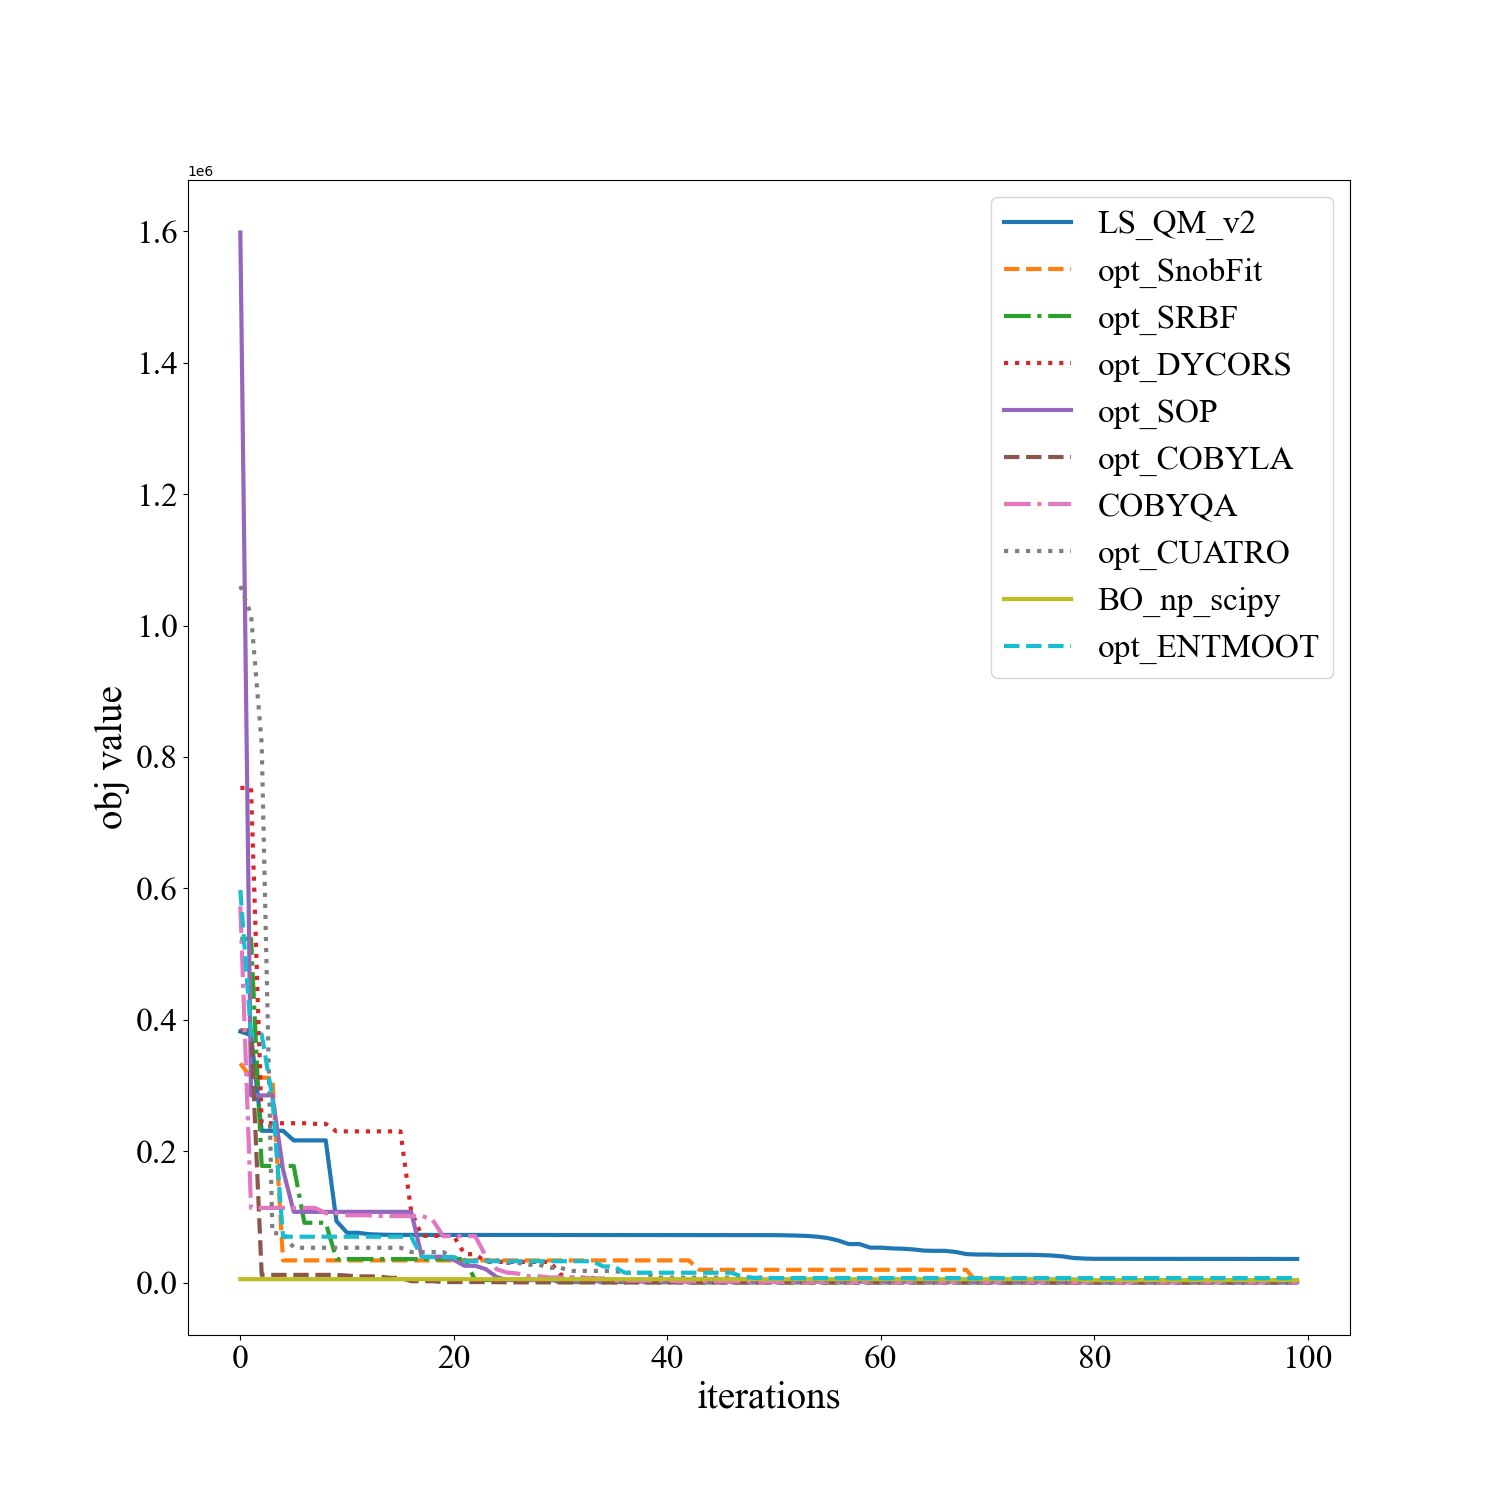 1e6
1.6
1.4
1.2
1.0
0.8
0.6
0.4
0.2
0.0
obj value
0 20 40 60 80 100
iterations
LS_QM_v2
opt_SnobFit
opt_SRBF
opt_DYCORS
opt_SOP
opt_COBYLA
COBYQA
opt_CUATRO
BO_np_scipy
opt_ENTMOOT